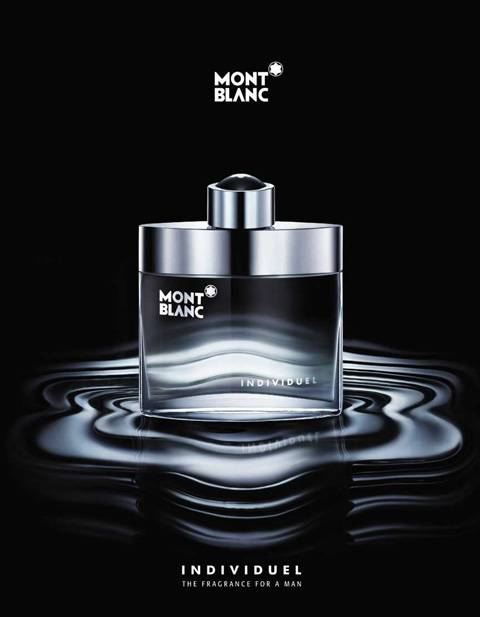 MONT
BLANC
MONT
BLANC
INDIVIDUEL
INDIVIDUEL
THE FRAGRANCE FOR A MAN